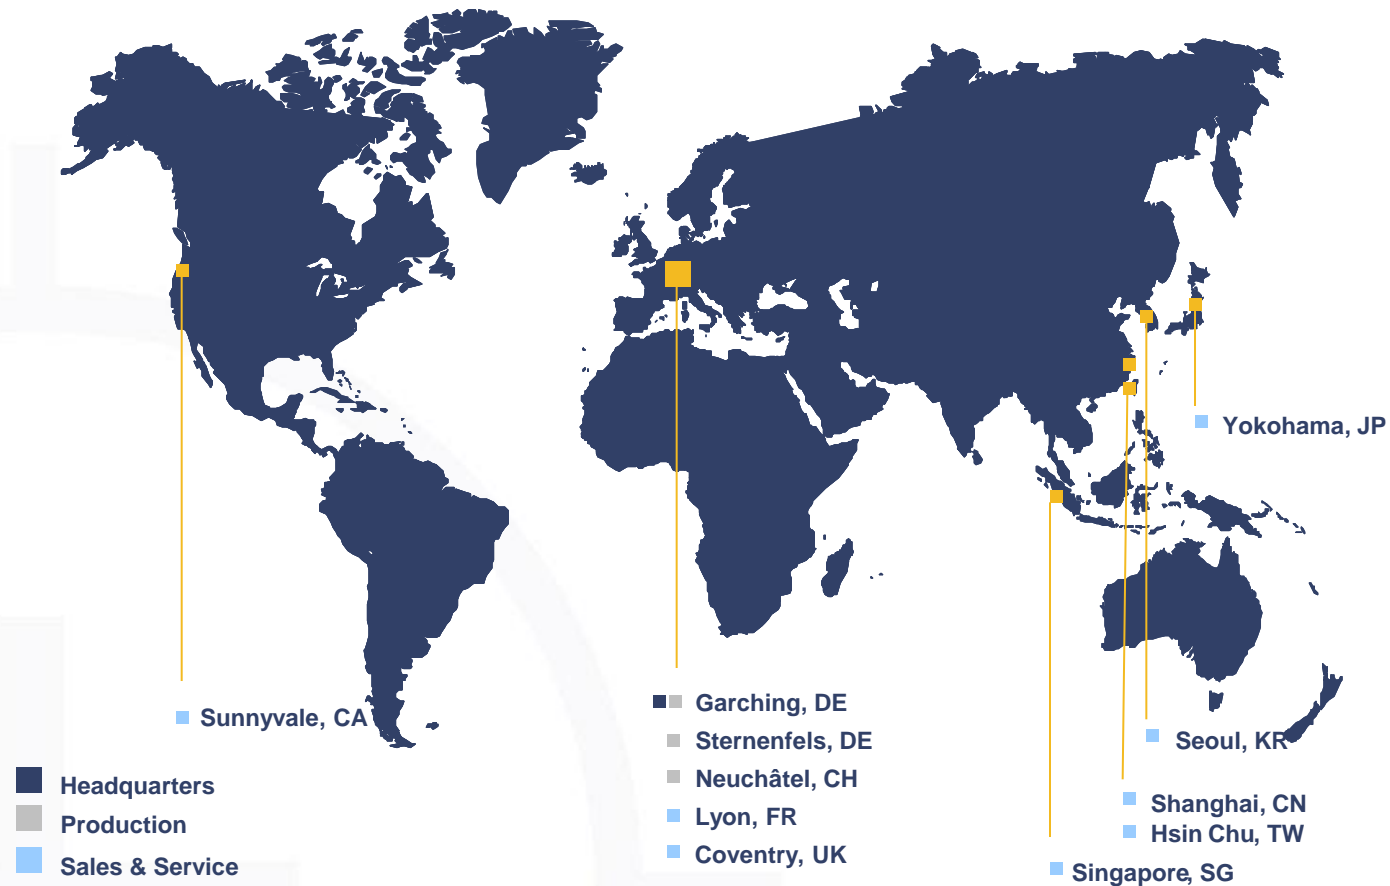 Yokohama, JP
Garching, DE
Sunnyvale, CA
Sternenfels, DE
Seoul, KR
Neuchâtel, CH
Headquarters
Shanghai, CN
Lyon, FR
Production
Hsin Chu, TW
Coventry, UK
Sales & Service
Singapore, SG